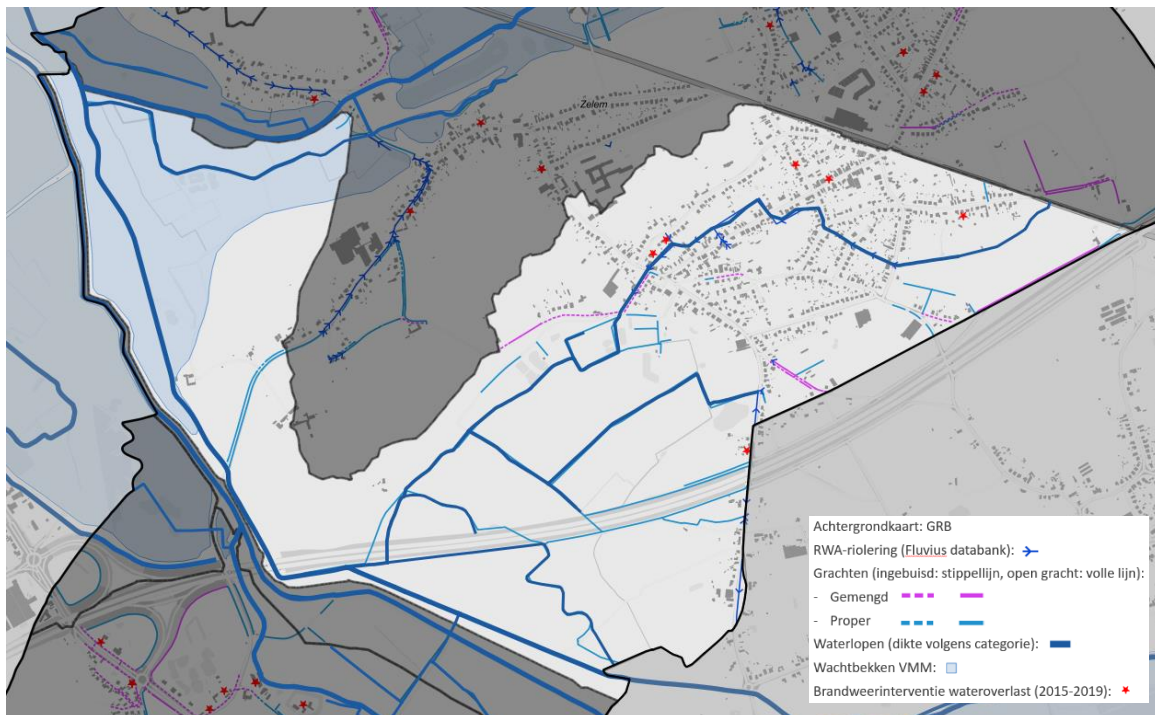 Zelem
Achtergrondkaart: GRB
RWA-riolering (Fluvius databank):
Grachten (ingebuisd: stippellijn, open gracht: volle lijn):
- Gemengd
- Proper
Waterlopen (dikte volgens categorie):
Wachtbekken VMM:
Brandweerinterventie wateroverlast (2015-2019):